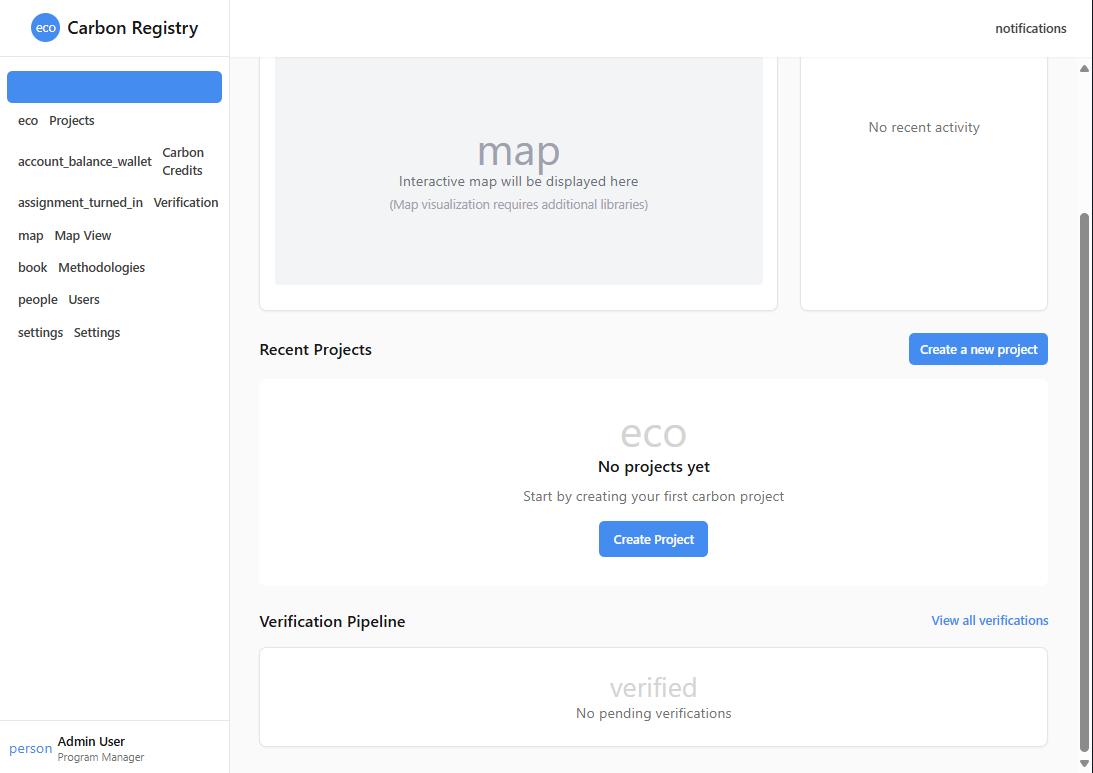 eco Carbon Registry
notifications
eco Projects
account_balance_wallet Carbon Credits
assignment_turned_in Verification
map Map View
book Methodologies
people Users
settings Settings
person Admin User
Program Manager
map
Interactive map will be displayed here
(Map visualization requires additional libraries)
No recent activity
Recent Projects
Create a new project
eco
No projects yet
Start by creating your first carbon project
Create Project
Verification Pipeline
View all verifications
verified
No pending verifications